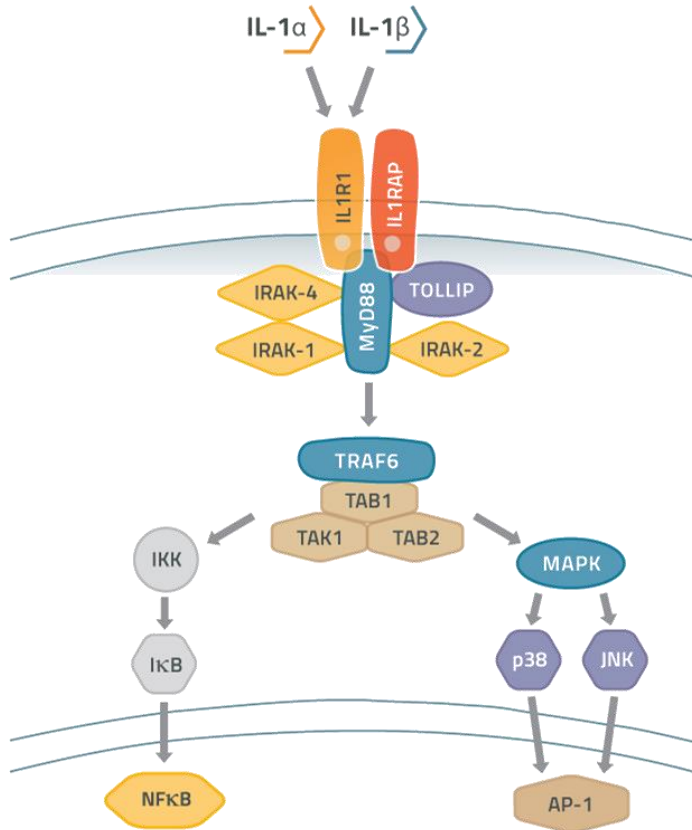 IL-1α
IL-1β
IL1R1
IL1RAP
IRAK-4
MyD88
TOLLIP
IRAK-1
IRAK-2
TRAF6
TAB1
TAK1
TAB2
IKK
MAPK
IκB
p38
JNK
NFκB
AP-1